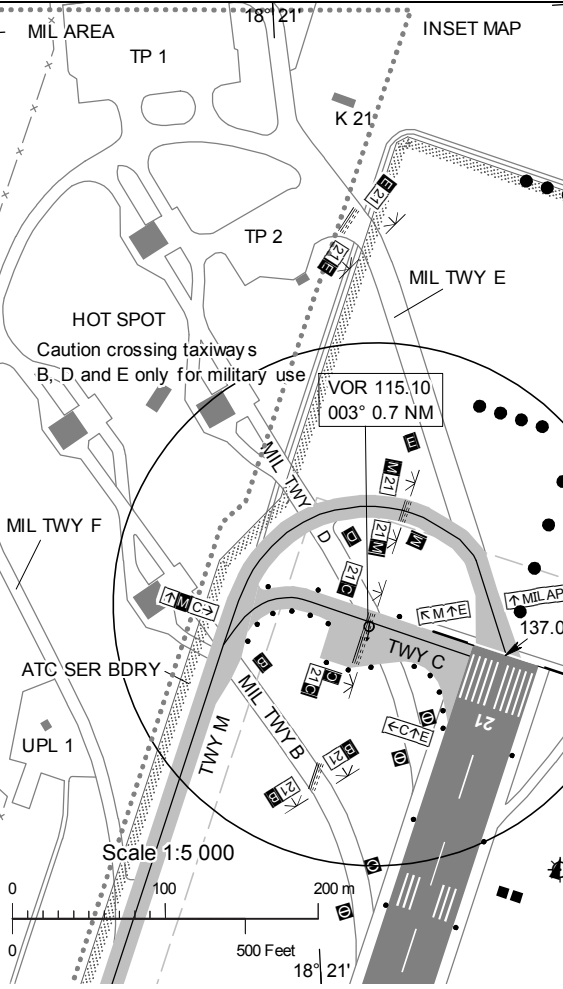 18° 21'
MIL AREA
INSET MAP
TP 1
K 21
E 21
TP 2
21 E
MIL TWY E
HOT SPOT
Caution crossing taxiways
B, D and E only for military use
VOR 115.10
003° 0.7 NM
E
MIL TWY
D
M 21
21 M
M
D
MIL TWY F
21 C
↑M C→
↖M↑E
↑MIL AP
137.0
TWY C
ATC SER BDRY
B
C
21 C
MIL TWY B
TWY M
21
←C↑E
UPL 1
21 B
21 B
Scale 1:5 000
0 100 200 m
0 500 Feet
18° 21'